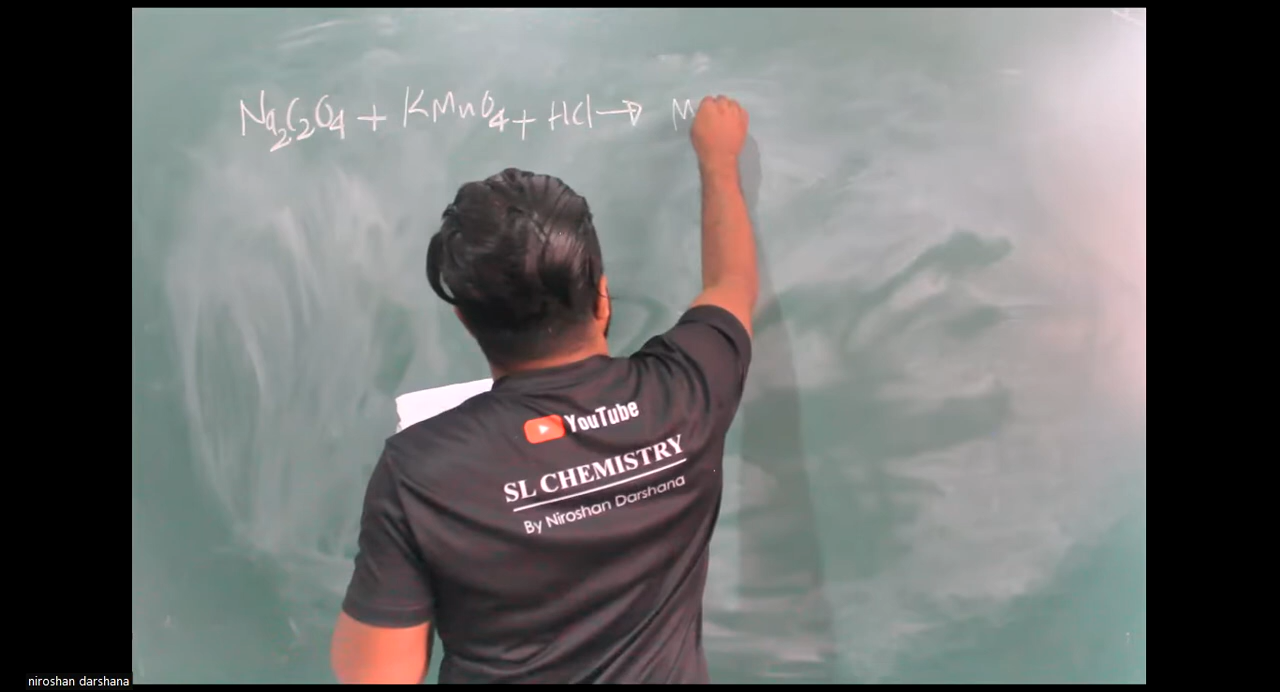 Na₂C₂O₄ + KMnO₄ + HCl → M
YouTube
SL CHEMISTRY
By Niroshan Darshana
niroshan darshana